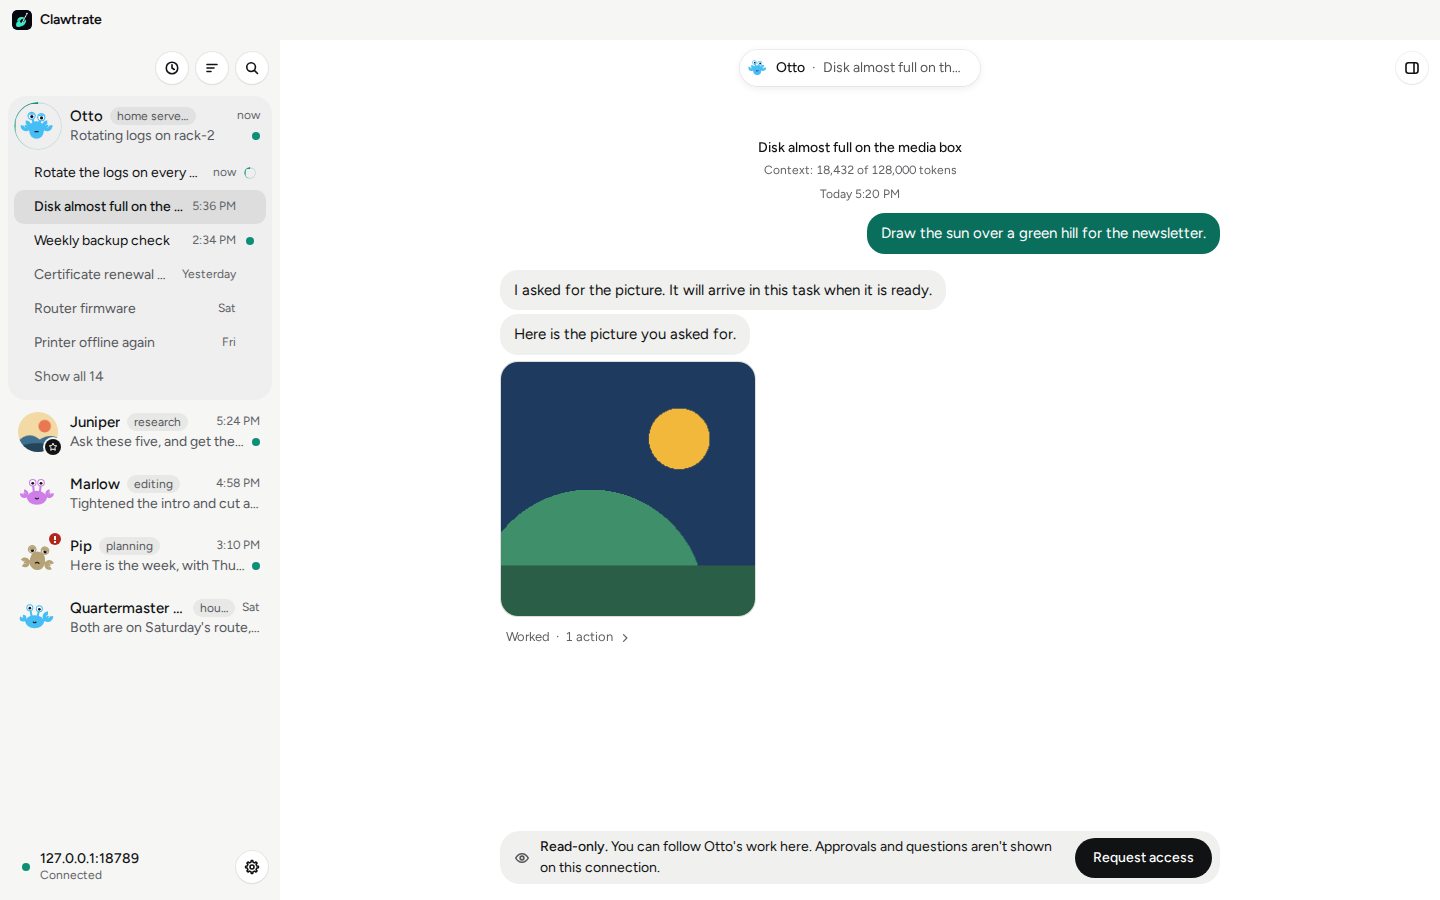 Clawtrate
Otto home serve... now
Rotating logs on rack-2
Rotate the logs on every ... now
Disk almost full on the ... 5:36 PM
Weekly backup check 2:34 PM
Certificate renewal ... Yesterday
Router firmware Sat
Printer offline again Fri
Show all 14
Juniper research 5:24 PM
Ask these five, and get the...
Marlow editing 4:58 PM
Tightened the intro and cut a...
Pip planning 3:10 PM
Here is the week, with Thu...
Quartermaster ... hou... Sat
Both are on Saturday's route,...
127.0.0.1:18789
Connected
Otto · Disk almost full on th...
Disk almost full on the media box
Context: 18,432 of 128,000 tokens
Today 5:20 PM
Draw the sun over a green hill for the newsletter.
I asked for the picture. It will arrive in this task when it is ready.
Here is the picture you asked for.
Worked · 1 action
Read-only. You can follow Otto's work here. Approvals and questions aren't shown
on this connection.
Request access